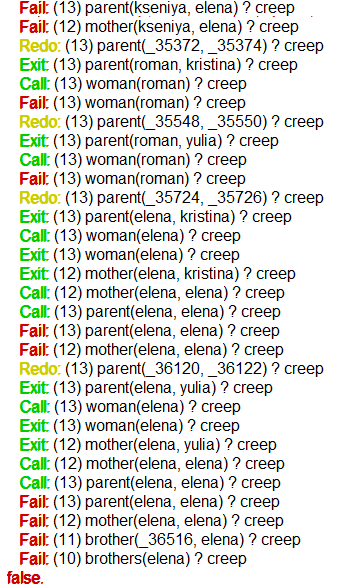 Fail: (13) parent(kseniya, elena) ? creep
Fail: (12) mother(kseniya, elena) ? creep
Redo: (13) parent(_35372, _35374) ? creep
Exit: (13) parent(roman, kristina) ? creep
Call: (13) woman(roman) ? creep
Fail: (13) woman(roman) ? creep
Redo: (13) parent(_35548, _35550) ? creep
Exit: (13) parent(roman, yulia) ? creep
Call: (13) woman(roman) ? creep
Fail: (13) woman(roman) ? creep
Redo: (13) parent(_35724, _35726) ? creep
Exit: (13) parent(elena, kristina) ? creep
Call: (13) woman(elena) ? creep
Exit: (13) woman(elena) ? creep
Exit: (12) mother(elena, kristina) ? creep
Call: (12) mother(elena, elena) ? creep
Call: (13) parent(elena, elena) ? creep
Fail: (13) parent(elena, elena) ? creep
Fail: (12) mother(elena, elena) ? creep
Redo: (13) parent(_36120, _36122) ? creep
Exit: (13) parent(elena, yulia) ? creep
Call: (13) woman(elena) ? creep
Exit: (13) woman(elena) ? creep
Exit: (12) mother(elena, yulia) ? creep
Call: (12) mother(elena, elena) ? creep
Call: (13) parent(elena, elena) ? creep
Fail: (13) parent(elena, elena) ? creep
Fail: (12) mother(elena, elena) ? creep
Fail: (11) brother(_36516, elena) ? creep
Fail: (10) brothers(elena) ? creep
false.